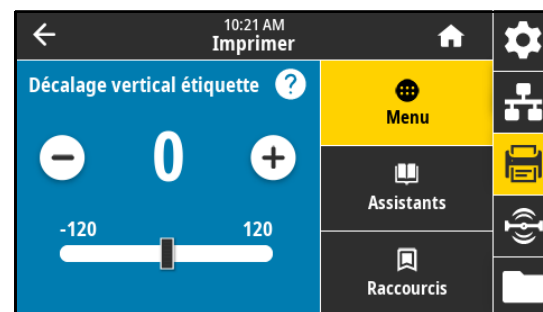 10:21 AM
Imprimer
Décalage vertical étiquette ?
Menu
0
Assistants
-120 120
Raccourcis